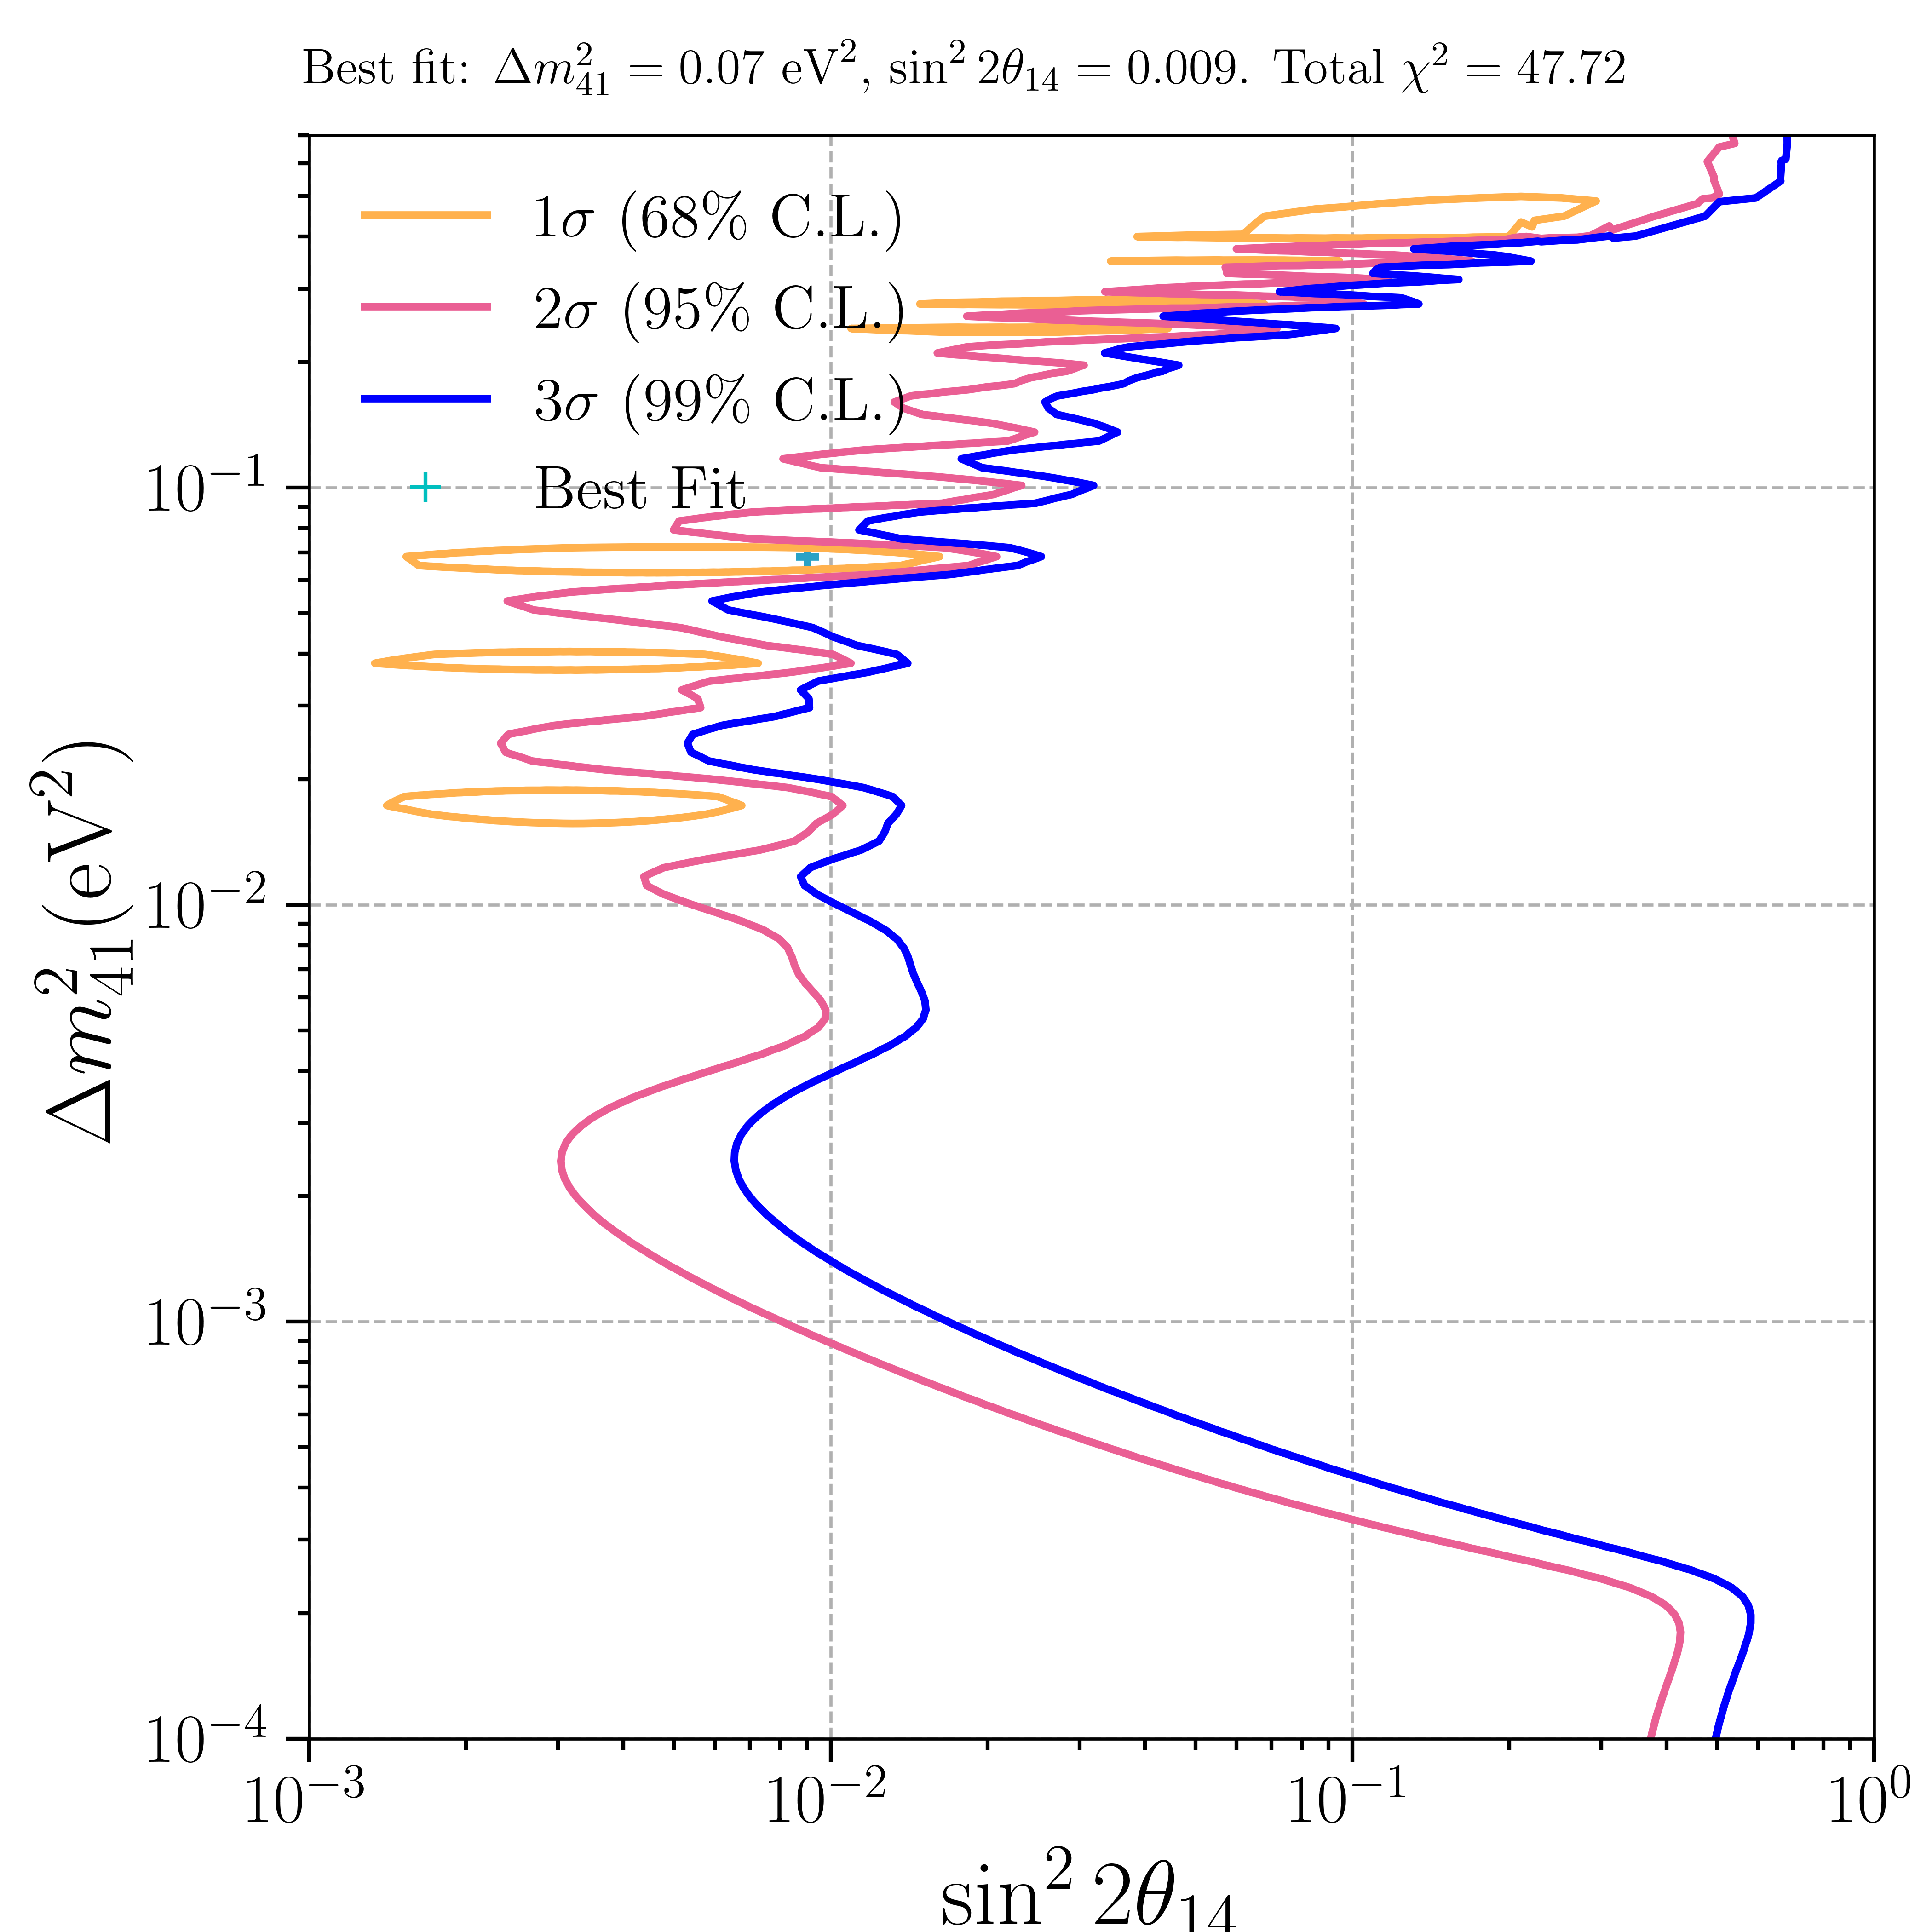 Best fit: Δm²₄₁ = 0.07 eV², sin² 2θ₁₄ = 0.009. Total χ² = 47.72
1σ (68% C.L.)
2σ (95% C.L.)
3σ (99% C.L.)
Best Fit
10⁻¹
10⁻²
10⁻³
10⁻⁴
Δm²₄₁(eV²)
10⁻³ 10⁻² 10⁻¹ 10⁰
sin² 2θ₁₄